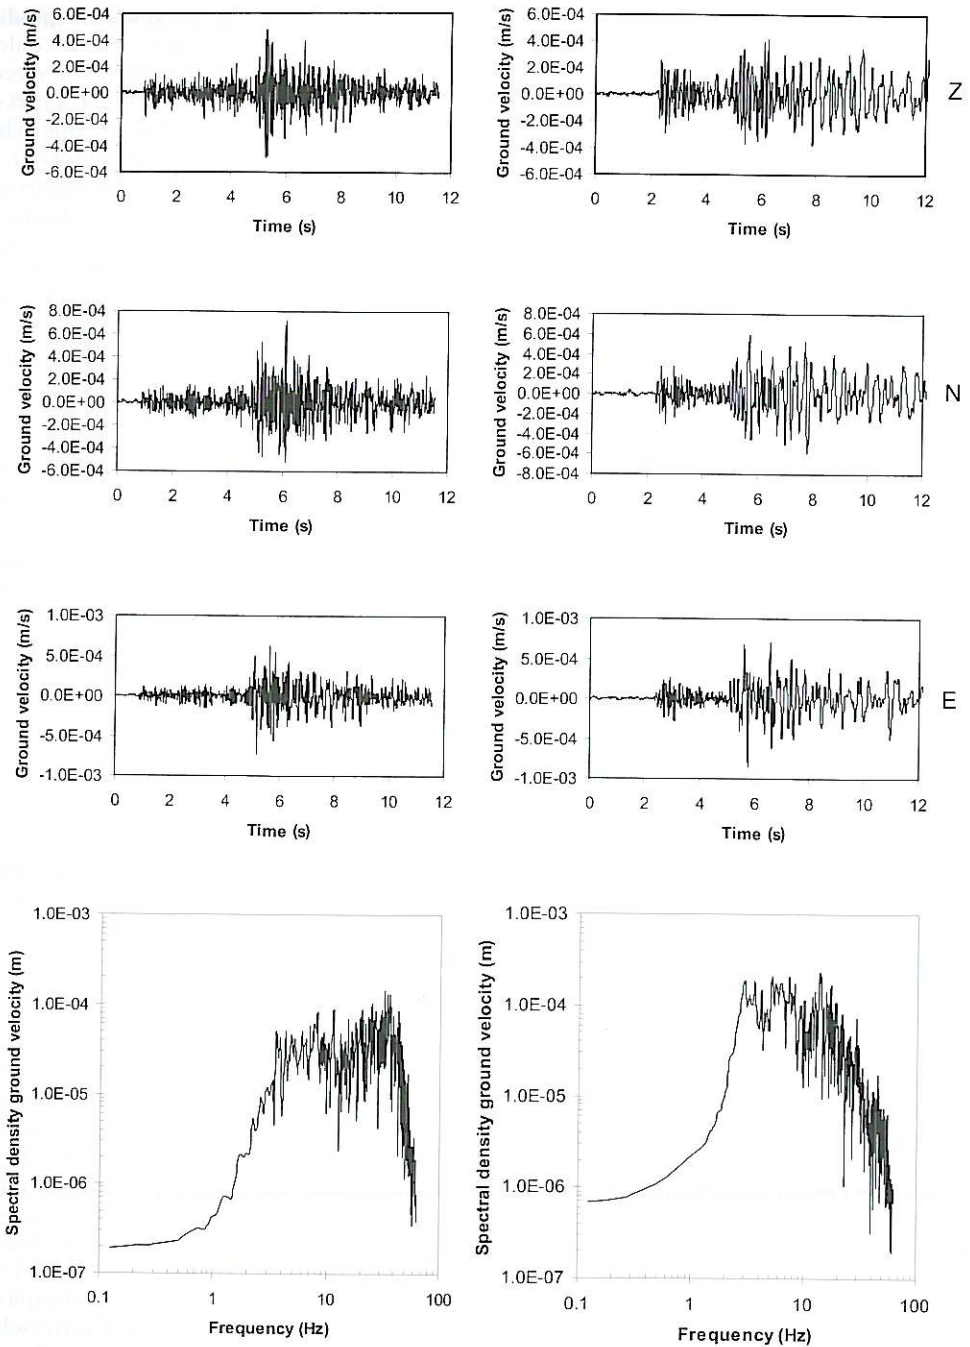 6.0E-04
4.0E-04
2.0E-04
0.0E+00
-2.0E-04
-4.0E-04
-6.0E-04
Ground velocity (m/s)
0 2 4 6 8 10 12
Time (s)
6.0E-04
4.0E-04
2.0E-04
0.0E+00
-2.0E-04
-4.0E-04
-6.0E-04
Ground velocity (m/s)
0 2 4 6 8 10 12
Time (s)
Z
8.0E-04
6.0E-04
4.0E-04
2.0E-04
0.0E+00
-2.0E-04
-4.0E-04
-6.0E-04
Ground velocity (m/s)
0 2 4 6 8 10 12
Time (s)
8.0E-04
6.0E-04
4.0E-04
2.0E-04
0.0E+00
-2.0E-04
-4.0E-04
-6.0E-04
-8.0E-04
Ground velocity (m/s)
0 2 4 6 8 10 12
Time (s)
N
1.0E-03
5.0E-04
0.0E+00
-5.0E-04
-1.0E-03
Ground velocity (m/s)
0 2 4 6 8 10 12
Time (s)
1.0E-03
5.0E-04
0.0E+00
-5.0E-04
-1.0E-03
Ground velocity (m/s)
0 2 4 6 8 10 12
Time (s)
E
1.0E-03
1.0E-04
1.0E-05
1.0E-06
1.0E-07
Spectral density ground velocity (m)
0.1 1 10 100
Frequency (Hz)
1.0E-03
1.0E-04
1.0E-05
1.0E-06
1.0E-07
Spectral density ground velocity (m)
0.1 1 10 100
Frequency (Hz)